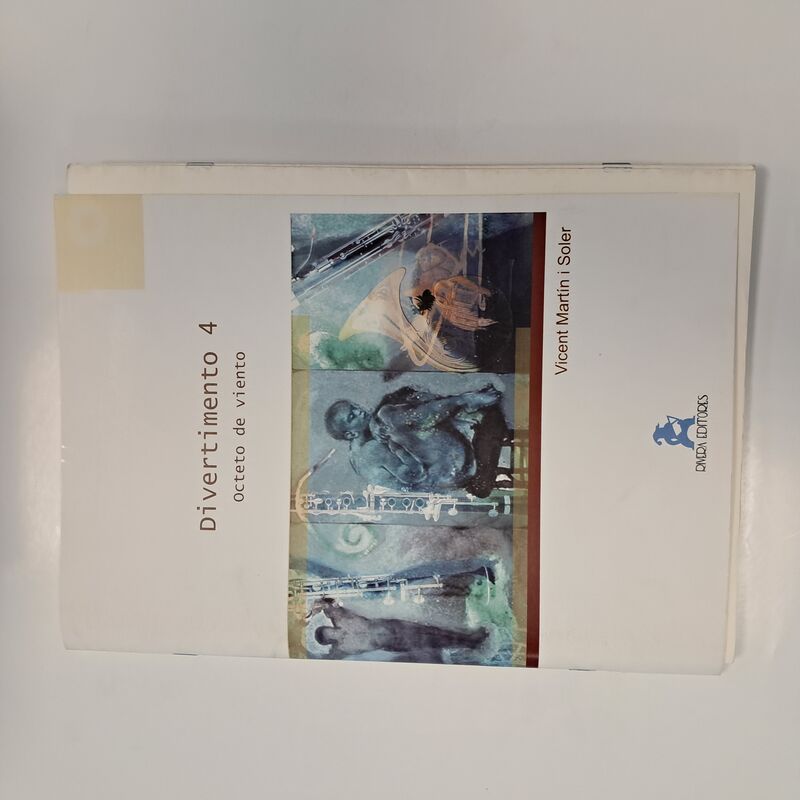 Divertimento 4
Octeto de viento
Vicent Martín i Soler
RIVERA EDITORES